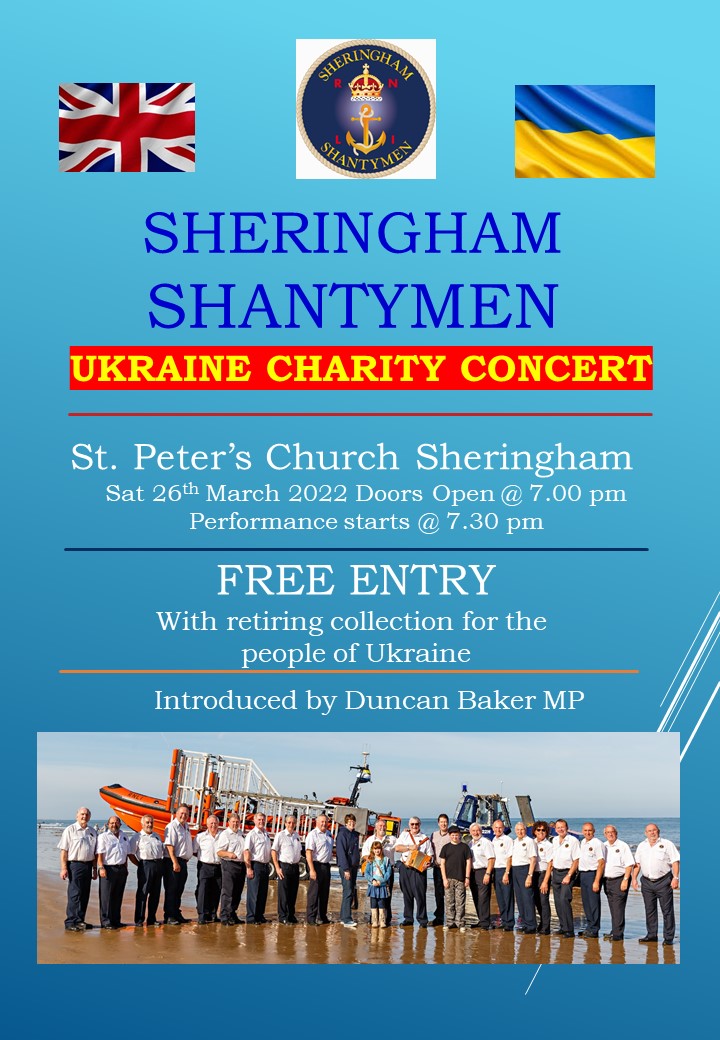 SHERINGHAM
R N
L I
SHANTYMEN
SHERINGHAM
SHANTYMEN
UKRAINE CHARITY CONCERT
St. Peter’s Church Sheringham
Sat 26th March 2022 Doors Open @ 7.00 pm
Performance starts @ 7.30 pm
FREE ENTRY
With retiring collection for the
people of Ukraine
Introduced by Duncan Baker MP